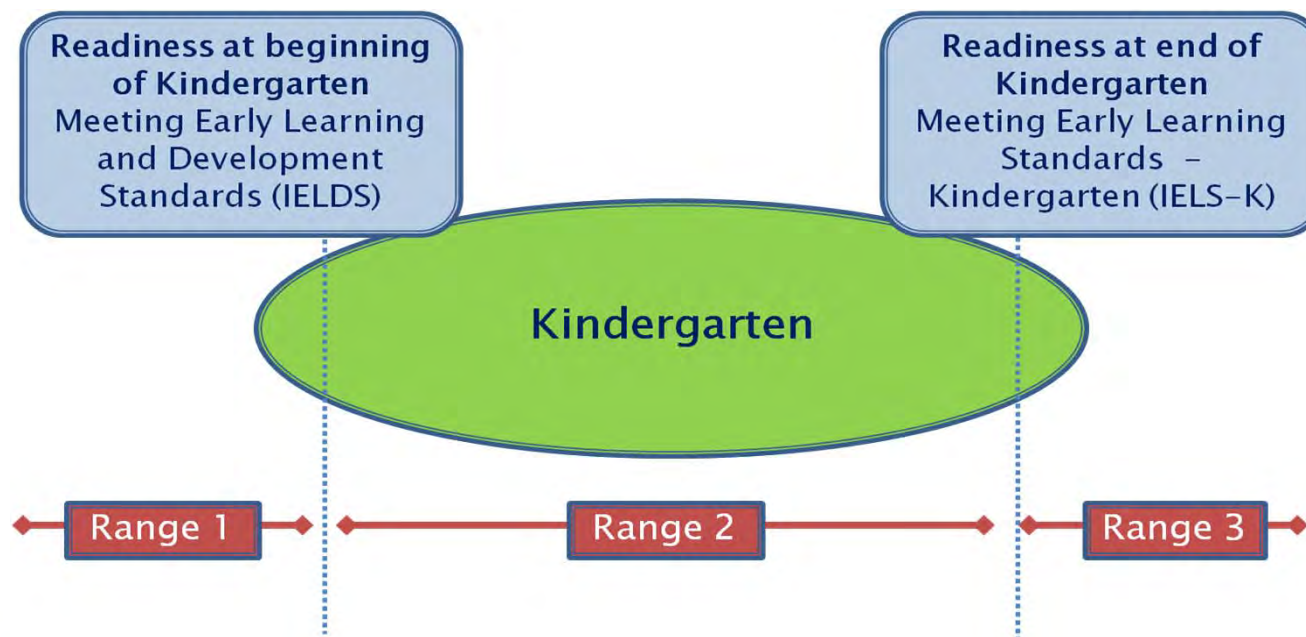 Readiness at beginning
of Kindergarten
Meeting Early Learning
and Development
Standards (IELDS)
Readiness at end of
Kindergarten
Meeting Early Learning
Standards –
Kindergarten (IELS–K)
Kindergarten
Range 1
Range 2
Range 3